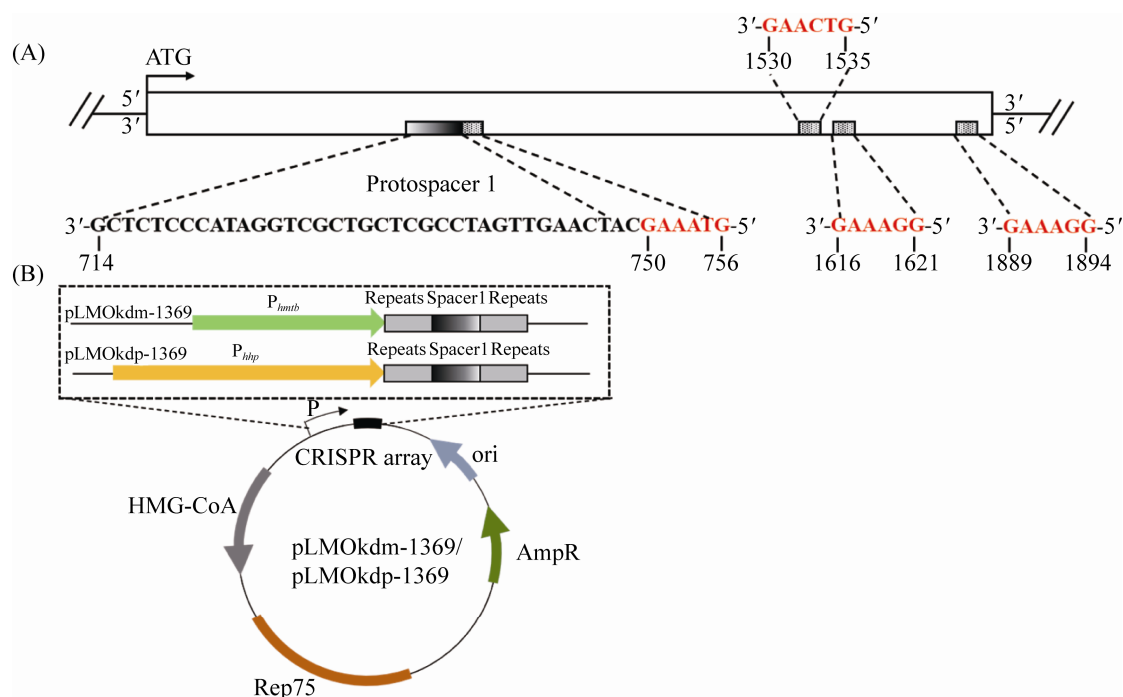 (A)
3′-GAACTG-5′
1530 1535
ATG
5′ 3′
3′ 5′
Protospacer 1
3′-GCTCTCCCATAGGTCGCTGCTCGCCTAGTTGAACTACGAAATG-5′
714 750 756
3′-GAAAGG-5′
1616 1621
3′-GAAAGG-5′
1889 1894
(B)
pLMOkdm-1369 Phmtb Repeats Spacer1 Repeats
pLMOkdp-1369 Phhp Repeats Spacer1 Repeats
P
CRISPR array
ori
HMG-CoA
AmpR
pLMOkdm-1369/
pLMOkdp-1369
Rep75